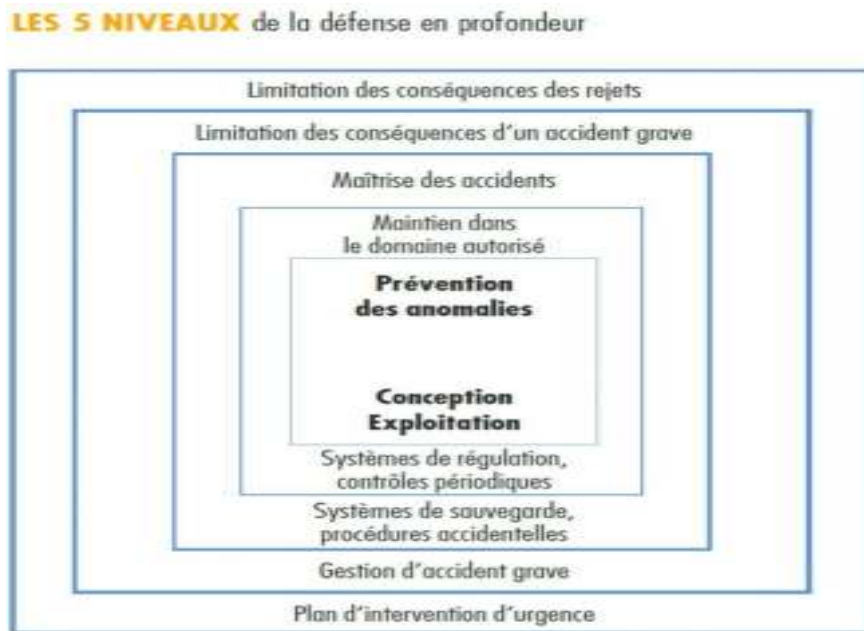 LES 5 NIVEAUX de la défense en profondeur
Limitation des conséquences des rejets
Limitation des conséquences d'un accident grave
Maîtrise des accidents
Maintien dans
le domaine autorisé
Prévention
des anomalies
Conception
Exploitation
Systèmes de régulation,
contrôles périodiques
Systèmes de sauvegarde,
procédures accidentelles
Gestion d'accident grave
Plan d'intervention d'urgence